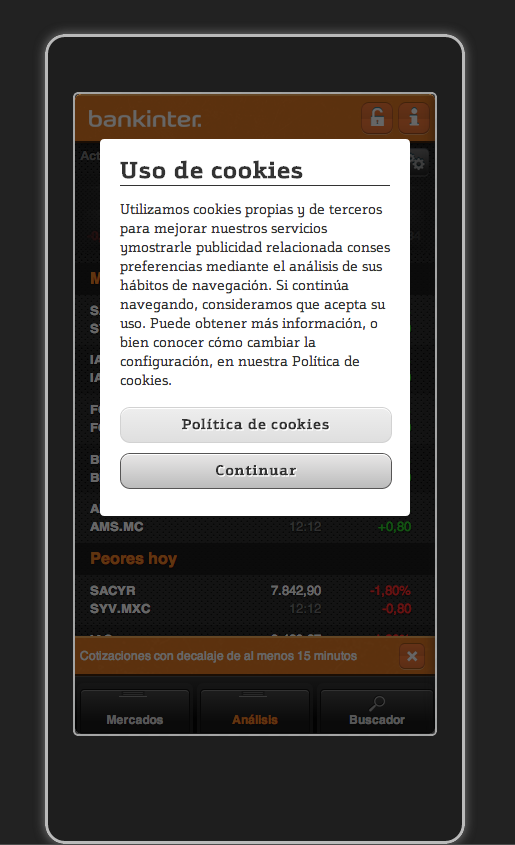 bankinter.
Act
Uso de cookies
Utilizamos cookies propias y de terceros
para mejorar nuestros servicios
ymostrarle publicidad relacionada conses
preferencias mediante el análisis de sus
hábitos de navegación. Si continúa
navegando, consideramos que acepta su
uso. Puede obtener más información, o
bien conocer cómo cambiar la
configuración, en nuestra Política de
cookies.
Política de cookies
Continuar
AMS.MC 12:12 +0,80
Peores hoy
SACYR 7.842,90 -1,80%
SYV.MXC 12:12 -0,80
Cotizaciones con decalaje de al menos 15 minutos
Mercados Análisis Buscador